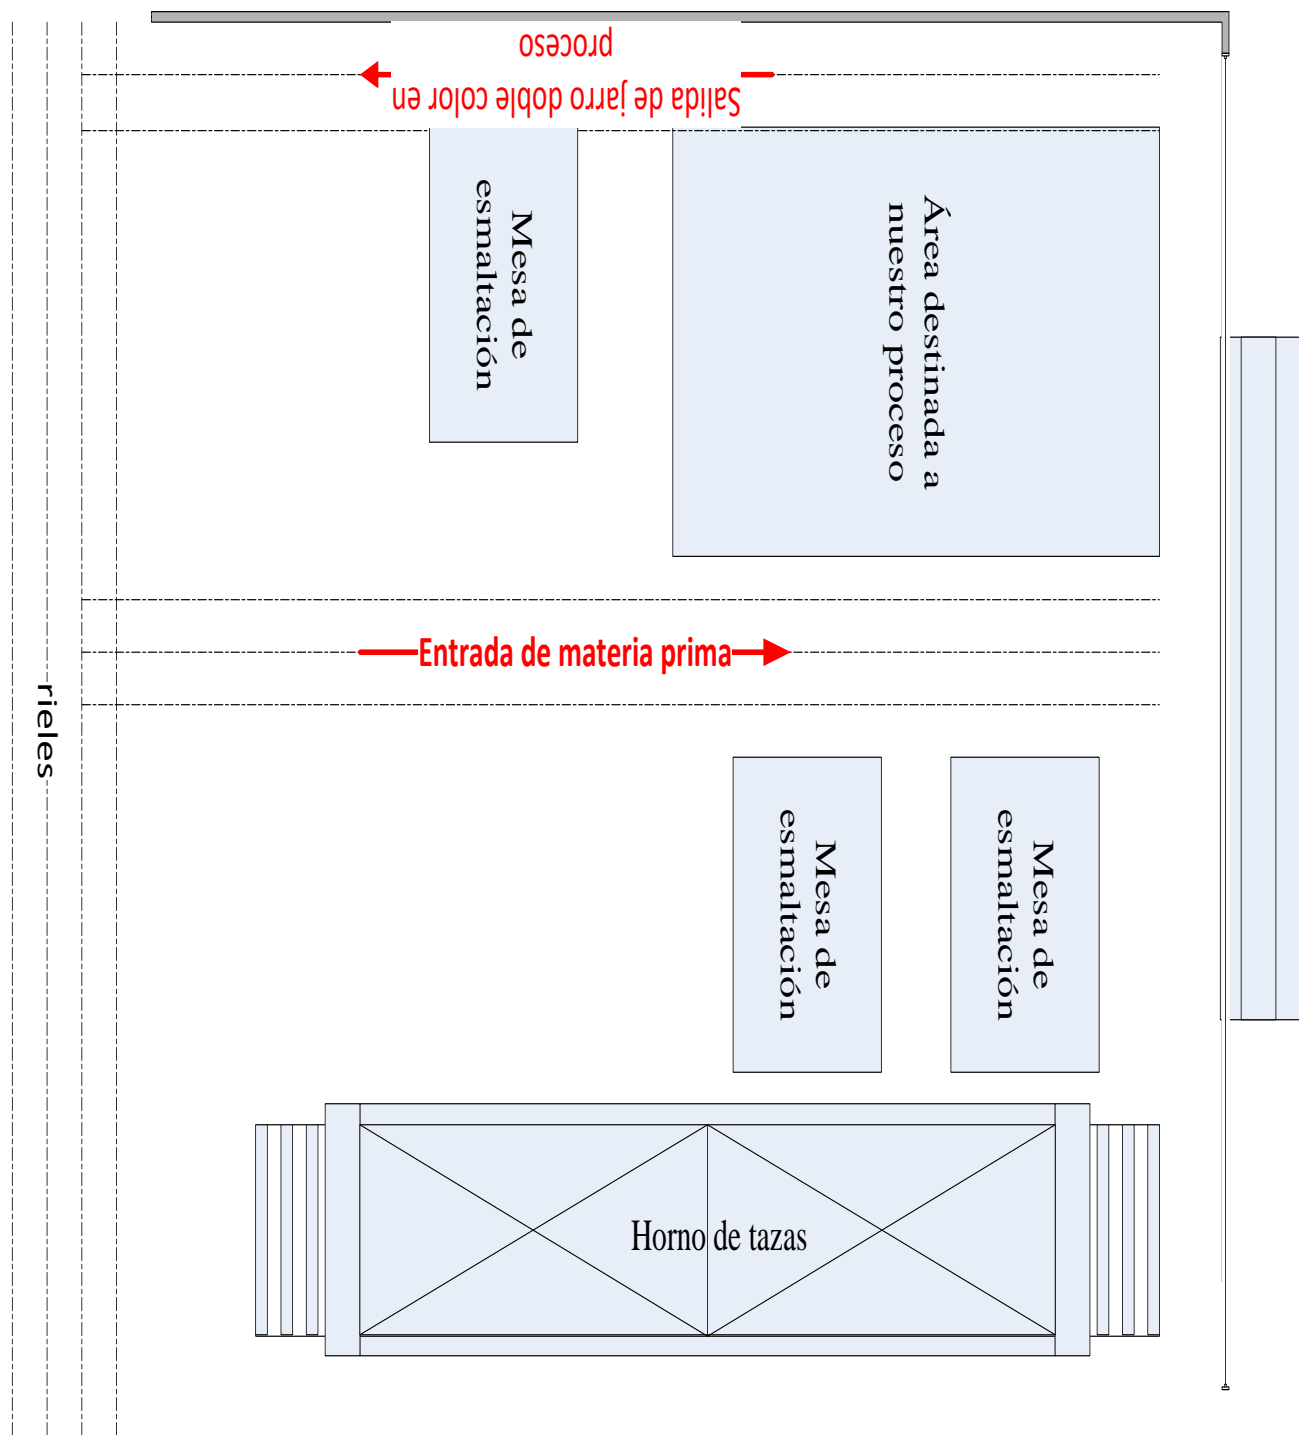 Salida de jarro doble color en
proceso
Mesa de
esmaltación
Área destinada a
nuestro proceso
Entrada de materia prima
rieles
Mesa de
esmaltación
Mesa de
esmaltación
Horno de tazas